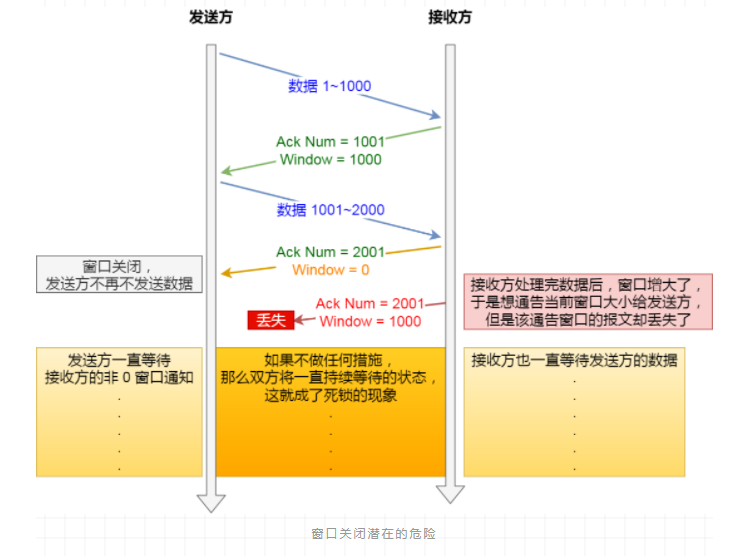 发送方
接收方
数据 1~1000
Ack Num = 1001
Window = 1000
数据 1001~2000
Ack Num = 2001
Window = 0
窗口关闭，
发送方不再不发送数据
接收方处理完数据后，窗口增大了，
于是想通告当前窗口大小给发送方，
但是该通告窗口的报文却丢失了
Ack Num = 2001
Window = 1000
丢失
发送方一直等待
接收方的非 0 窗口通知
.
.
.
.
如果不做任何措施，
那么双方将一直持续等待的状态，
这就成了死锁的现象
.
.
.
.
接收方也一直等待发送方的数据
.
.
.
.
.
窗口关闭潜在的危险